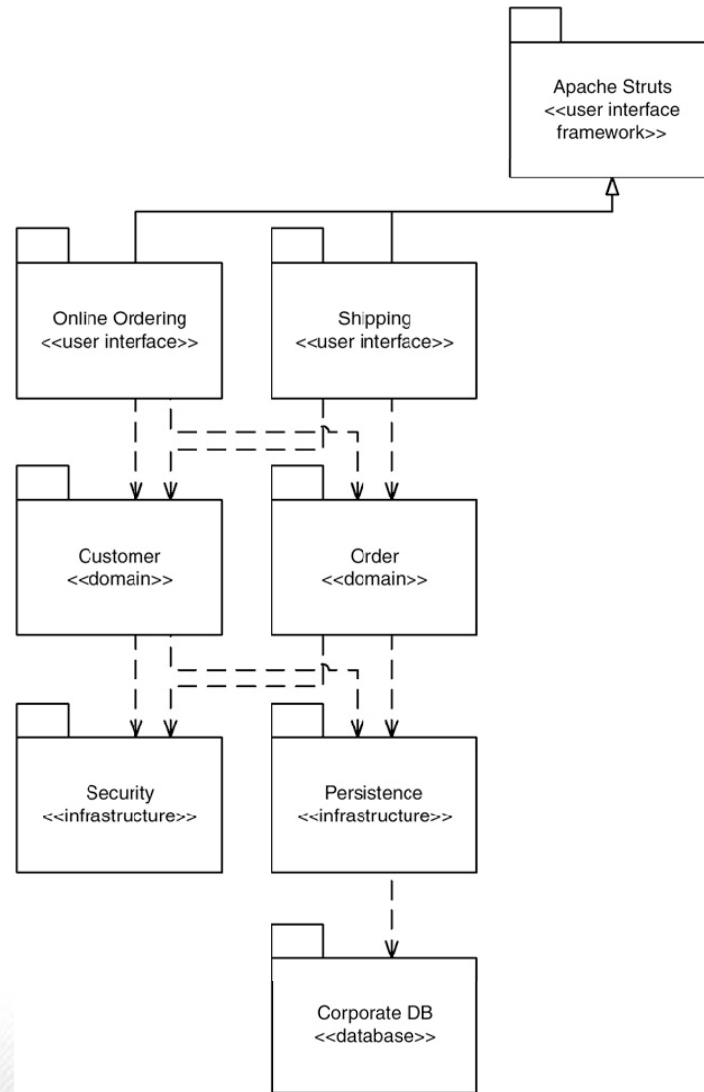 Apache Struts
<<user interface
framework>>
Online Ordering
<<user interface>>
Shipping
<<user interface>>
Customer
<<domain>>
Order
<<domain>>
Security
<<infrastructure>>
Persistence
<<infrastructure>>
Corporate DB
<<database>>